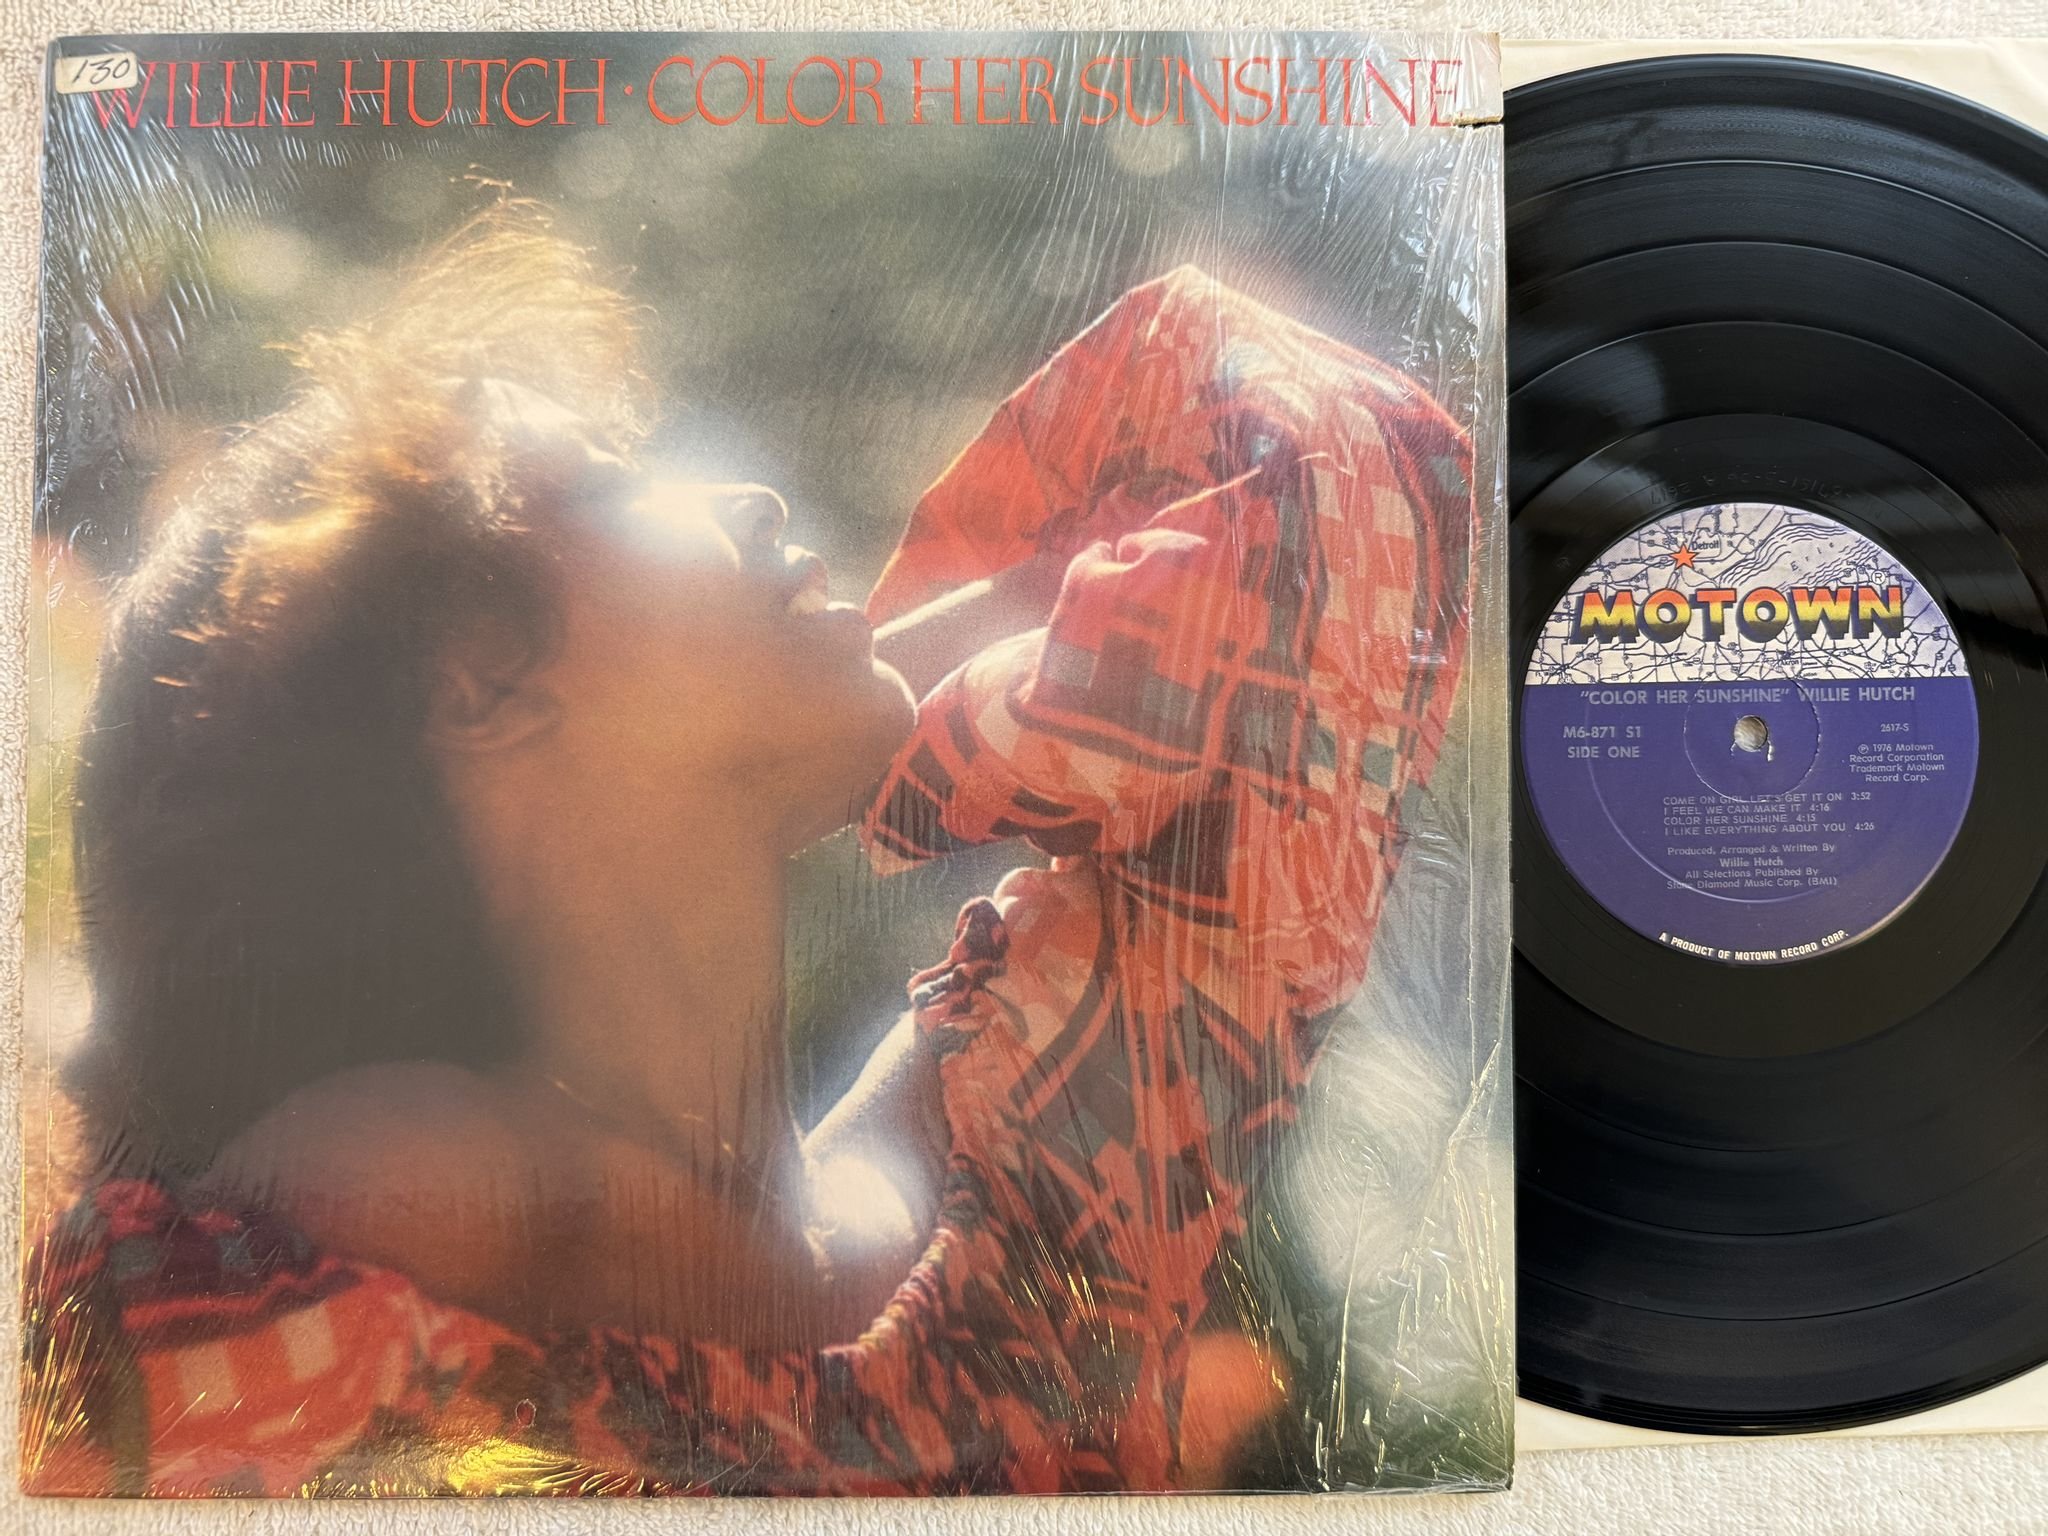 130
WILLIE HUTCH · COLOR HER SUNSHINE
Detroit
ERIE
MOTOWN®
Akron
"COLOR HER SUNSHINE" WILLIE HUTCH
M6-871 S1
SIDE ONE
2617-S
℗ 1976 Motown
Record Corporation
Trademark Motown
Record Corp.
COME ON GIRL LET'S GET IT ON 3:52
I FEEL WE CAN MAKE IT 4:16
COLOR HER SUNSHINE 4:15
I LIKE EVERYTHING ABOUT YOU 4:26
Produced, Arranged & Written By
Willie Hutch
All Selections Published By
Stone Diamond Music Corp. (BMI)
A PRODUCT OF MOTOWN RECORD CORP.